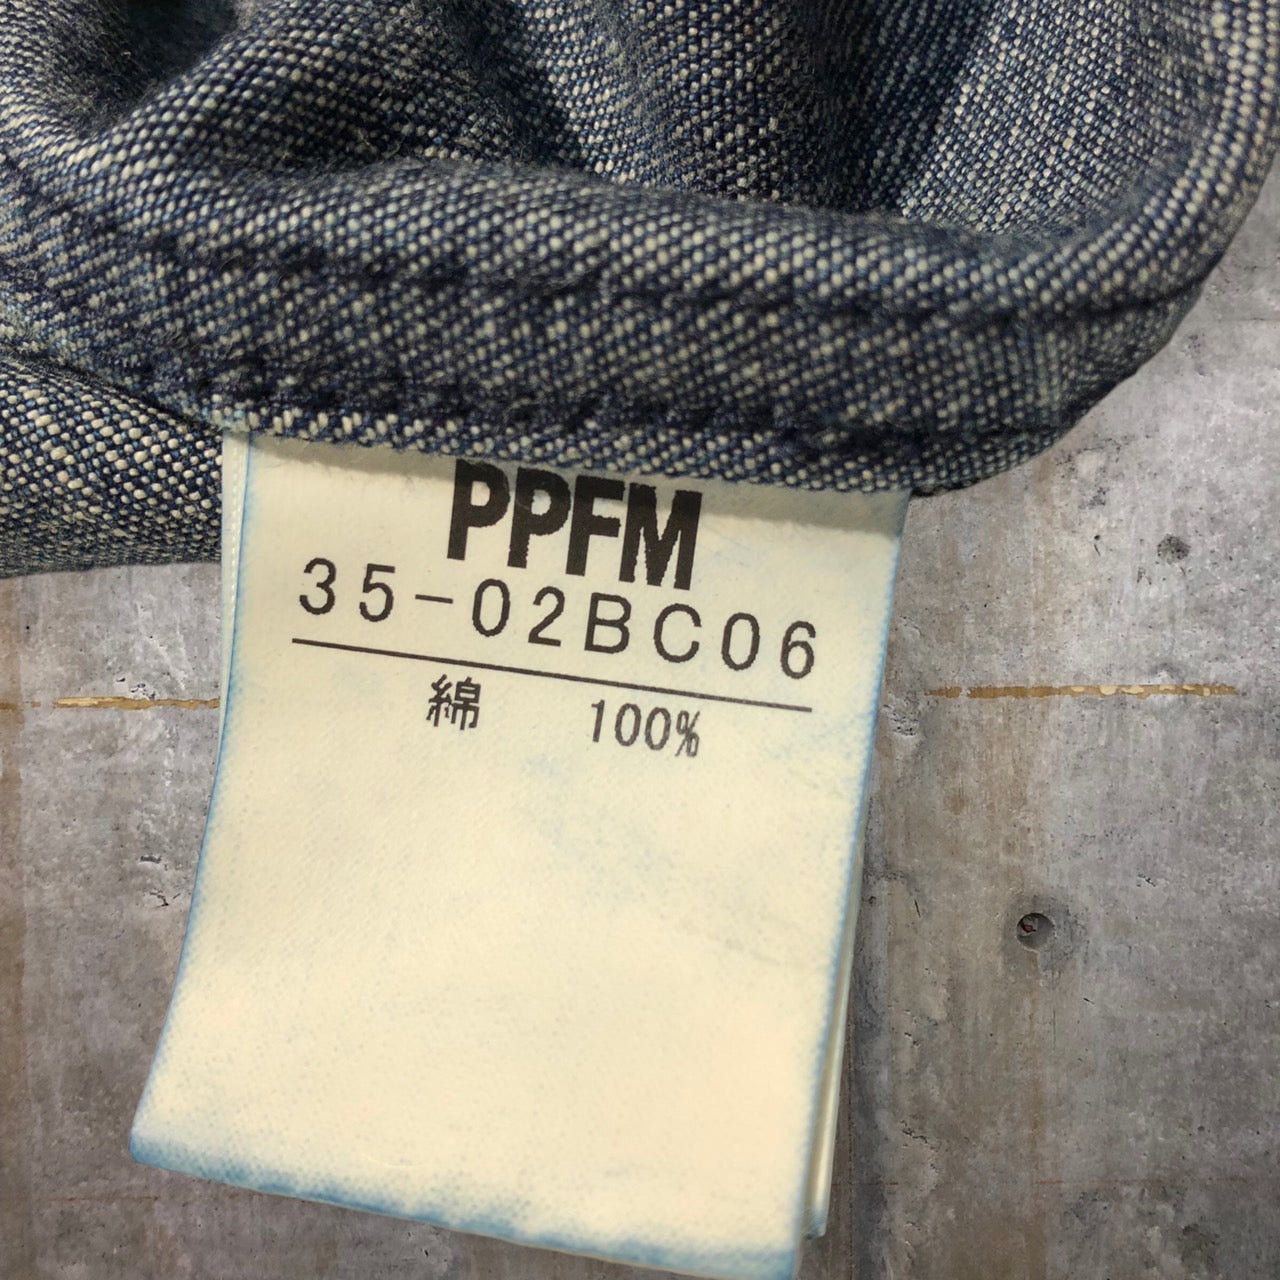 PPFM
35-02BC06
綿 100%